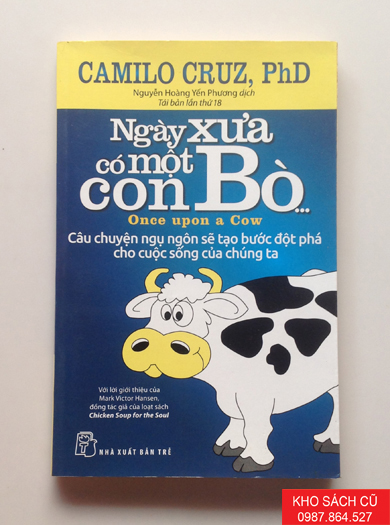 CAMILO CRUZ, PhD
Nguyễn Hoàng Yến Phương dịch
Tái bản lần thứ 18
Ngày xưa
có một
con Bò...
Once upon a Cow
Câu chuyện ngụ ngôn sẽ tạo bước đột phá
cho cuộc sống của chúng ta
Với lời giới thiệu của
Mark Victor Hansen,
đồng tác giả của loạt sách
Chicken Soup for the Soul
NHÀ XUẤT BẢN TRẺ
KHO SÁCH CŨ
0987.864.527